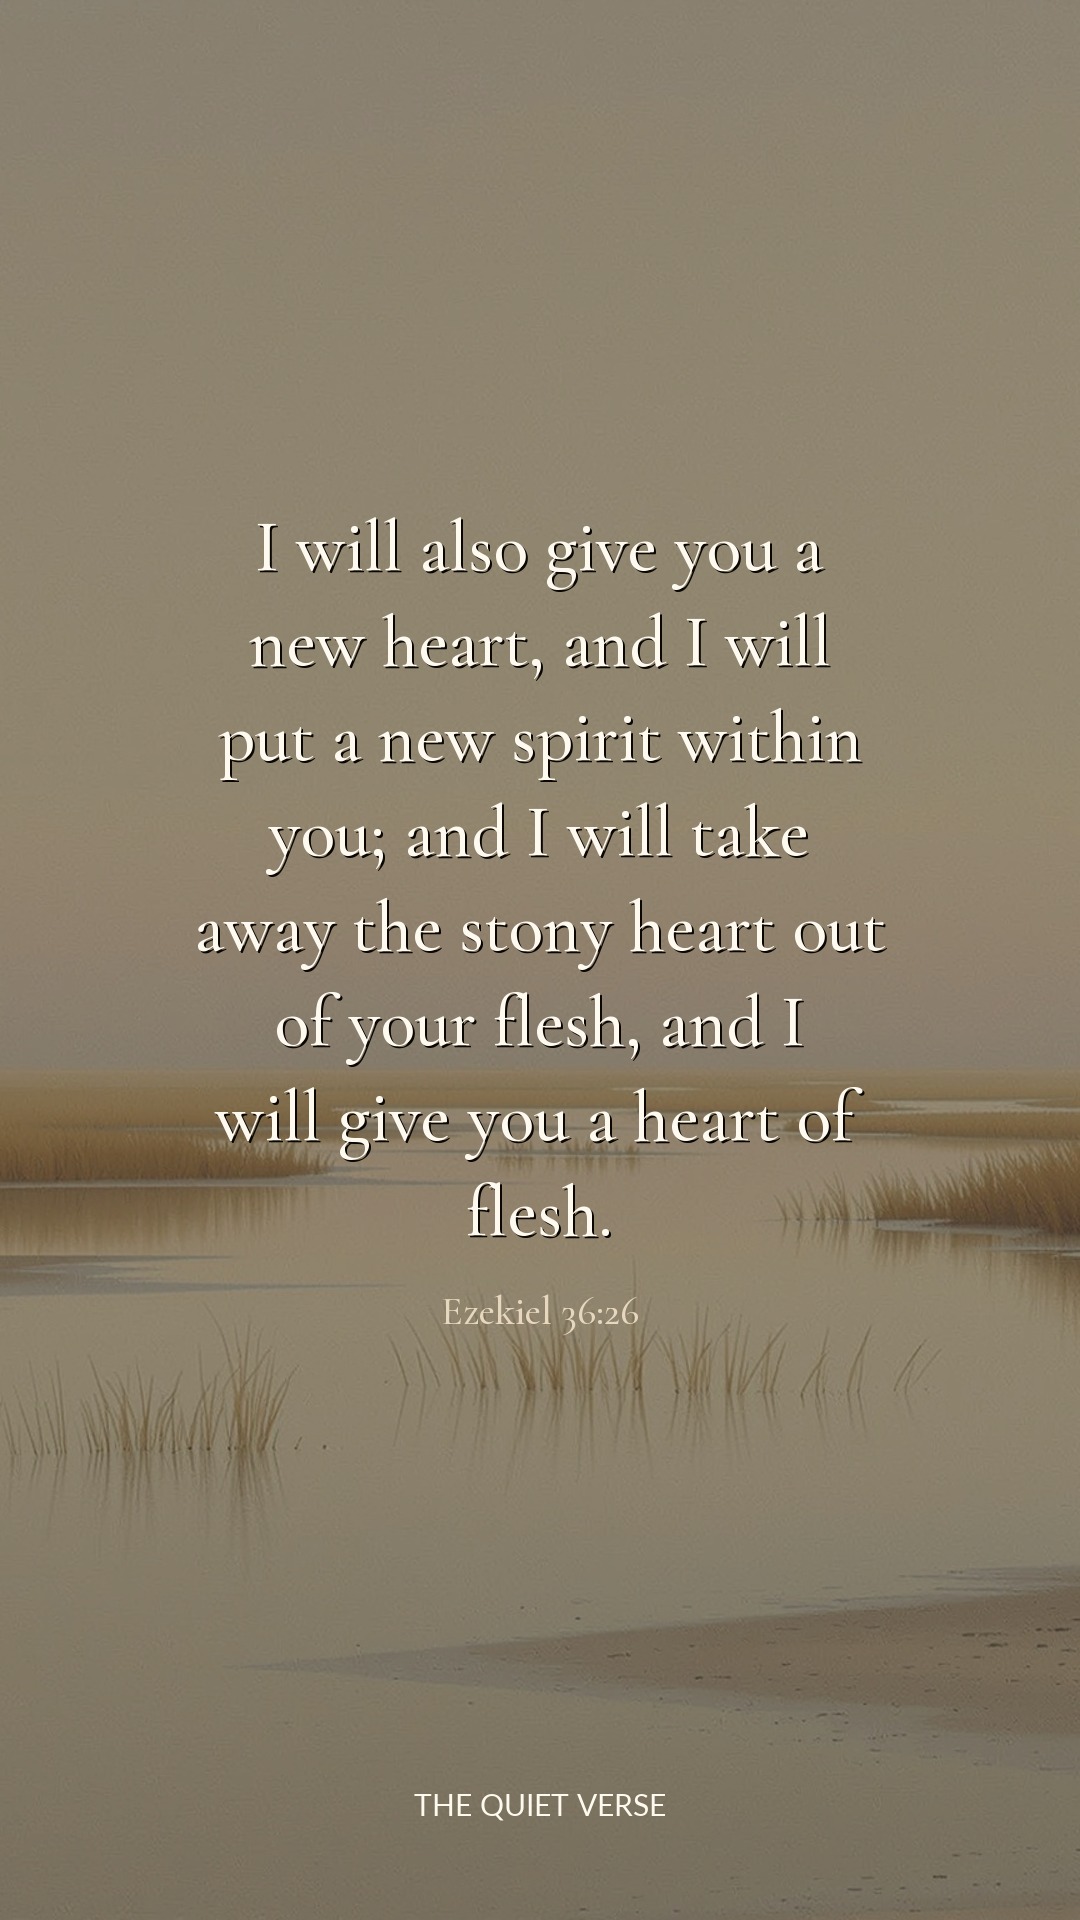 I will also give you a
new heart, and I will
put a new spirit within
you; and I will take
away the stony heart out
of your flesh, and I
will give you a heart of
flesh.
Ezekiel 36:26
THE QUIET VERSE